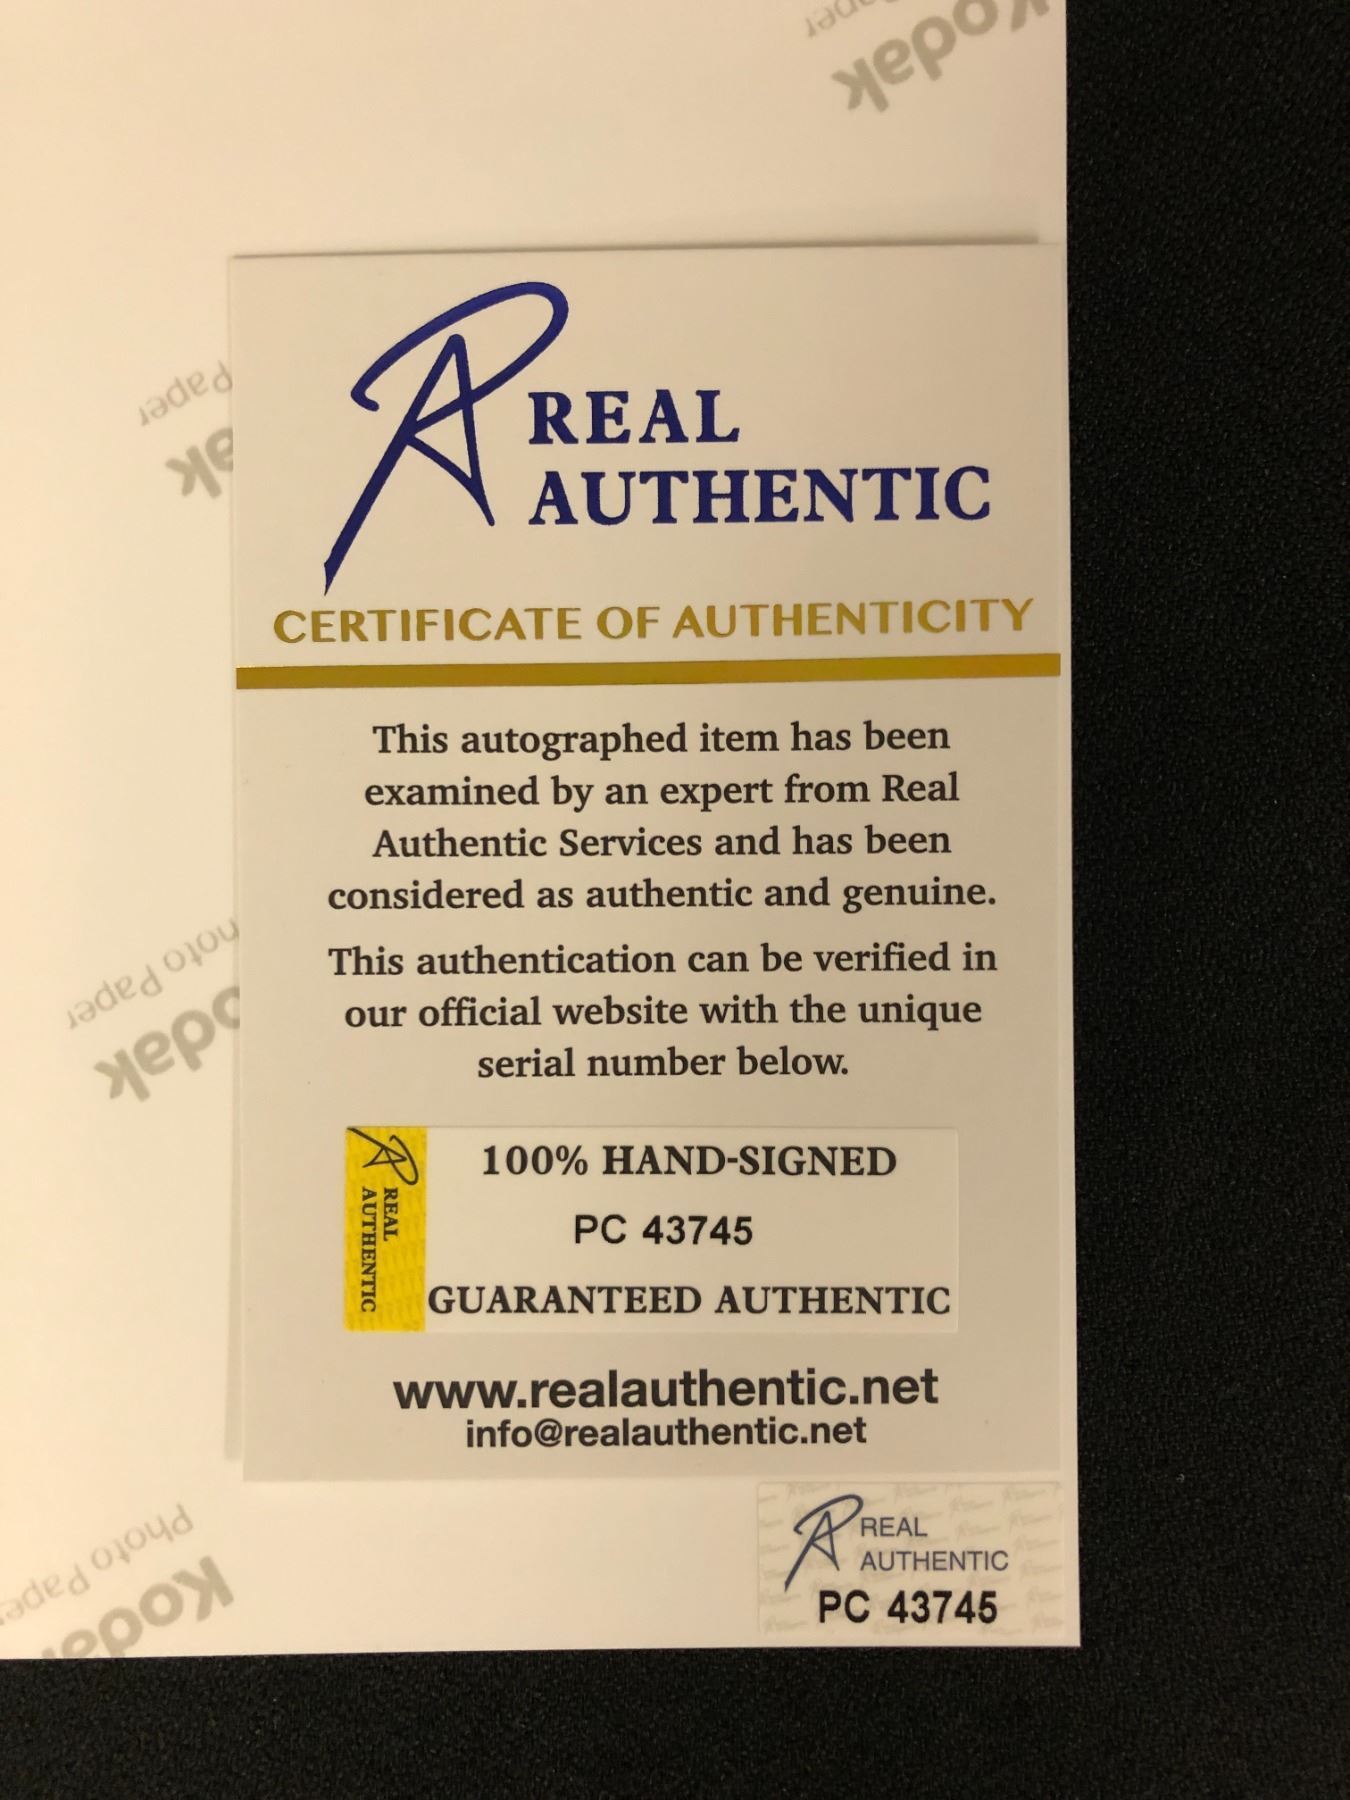 Kodak
Paper
REAL
AUTHENTIC
CERTIFICATE OF AUTHENTICITY
Paper
This autographed item has been
examined by an expert from Real
Authentic Services and has been
considered as authentic and genuine.
This authentication can be verified in
our official website with the unique
serial number below.
Paper
REAL
AUTHENTIC
100% HAND-SIGNED
PC 43745
GUARANTEED AUTHENTIC
www.realauthentic.net
info@realauthentic.net
Photo Paper
Kodak
REAL
AUTHENTIC
PC 43745